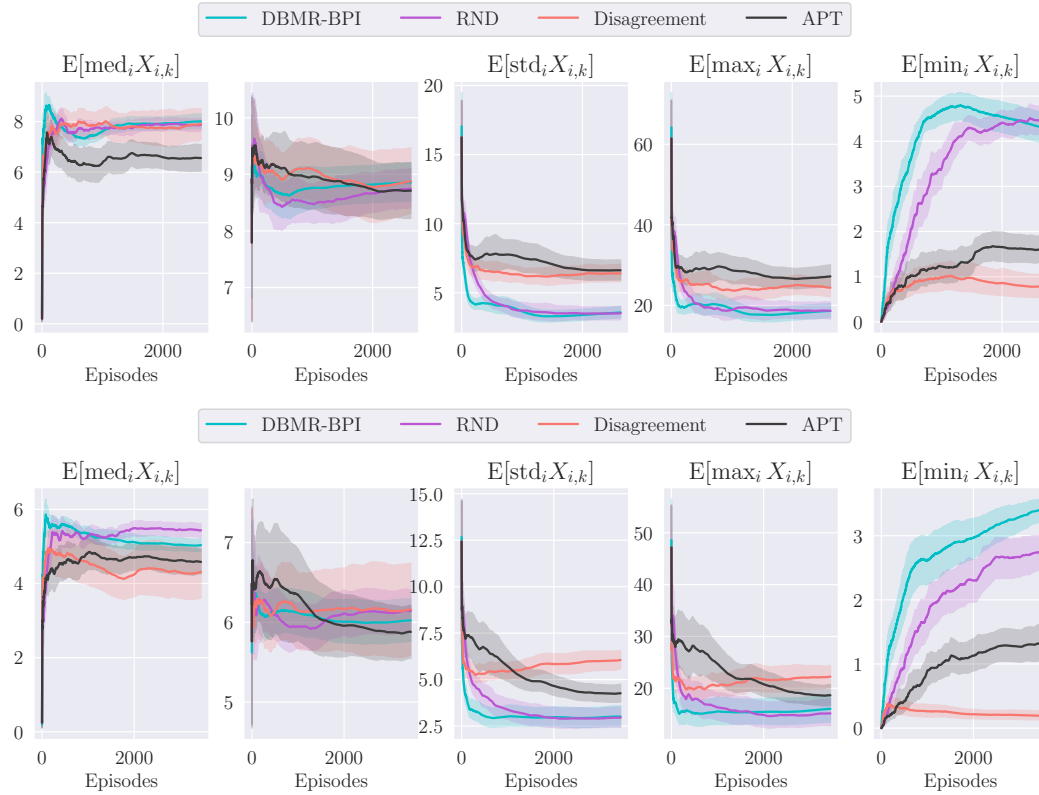 DBMR-BPI RND Disagreement APT
E[med_i X_{i,k}] E[std_i X_{i,k}] E[max_i X_{i,k}] E[min_i X_{i,k}]
8 6 4 2 0
10 9 8 7
20 15 10 5
60 40 20
5 4 3 2 1 0
0 2000 0 2000 0 2000 0 2000 0 2000
Episodes Episodes Episodes Episodes Episodes
DBMR-BPI RND Disagreement APT
E[med_i X_{i,k}] E[std_i X_{i,k}] E[max_i X_{i,k}] E[min_i X_{i,k}]
6 4 2 0
7 6 5
15.0 12.5 10.0 7.5 5.0 2.5
50 40 30 20
3 2 1 0
0 2000 0 2000 0 2000 0 2000 0 2000
Episodes Episodes Episodes Episodes Episodes